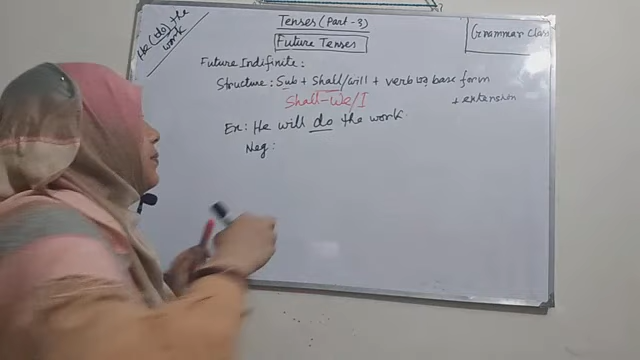 He (do) the
work
Tenses (Part-3)
Grammar Class
Future Tenses
Future Indifinite:
Structure: Sub + Shall/will + verb এর base form
+ extension
Shall-We/I
Ex: He will do the work.
Neg: